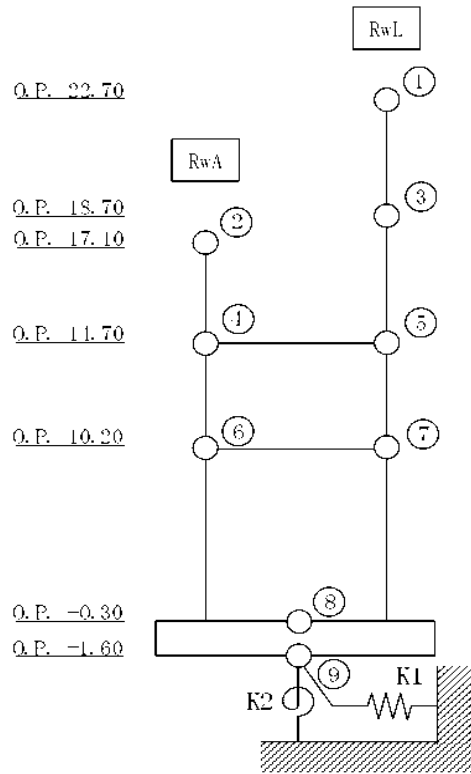 RwL
O.P. 22.70
1
RwA
O.P. 18.70
3
O.P. 17.10
2
O.P. 14.70
4
5
O.P. 10.20
6
7
O.P. -0.30
8
O.P. -1.60
9
K1
K2